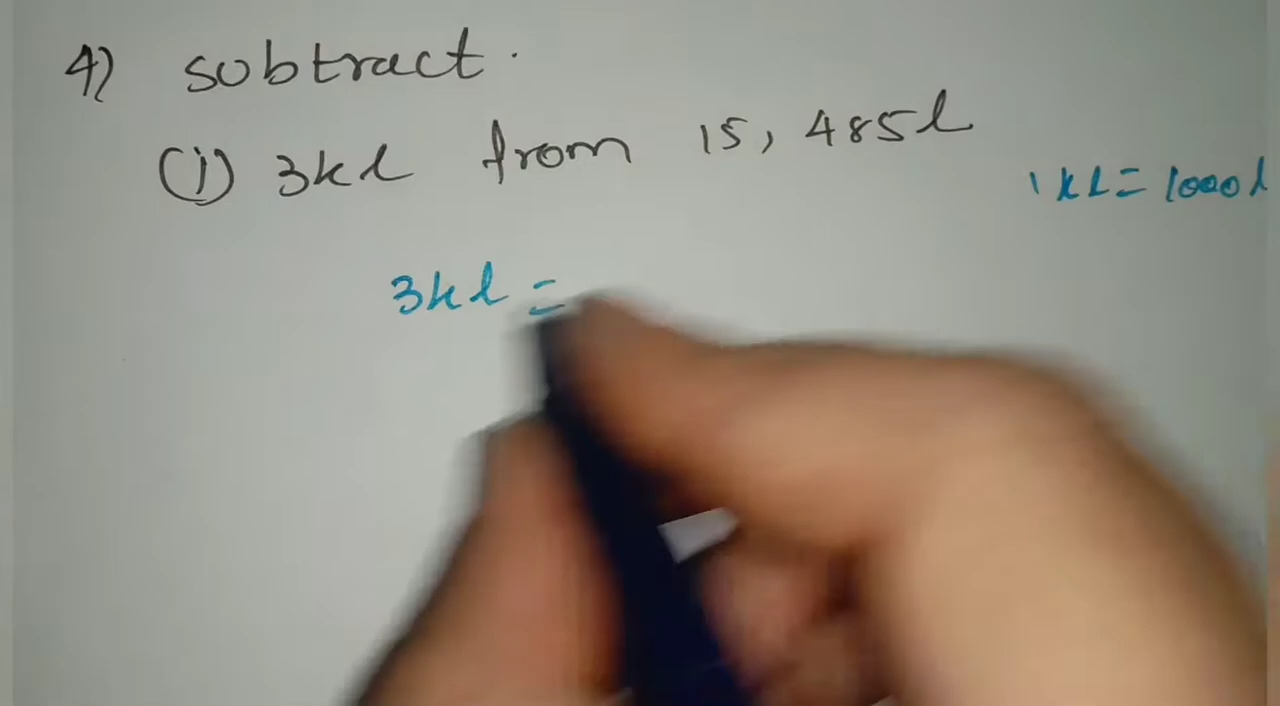 4) subtract.
(i) 3kl from 15,485l
1kl=1000l
3kl =